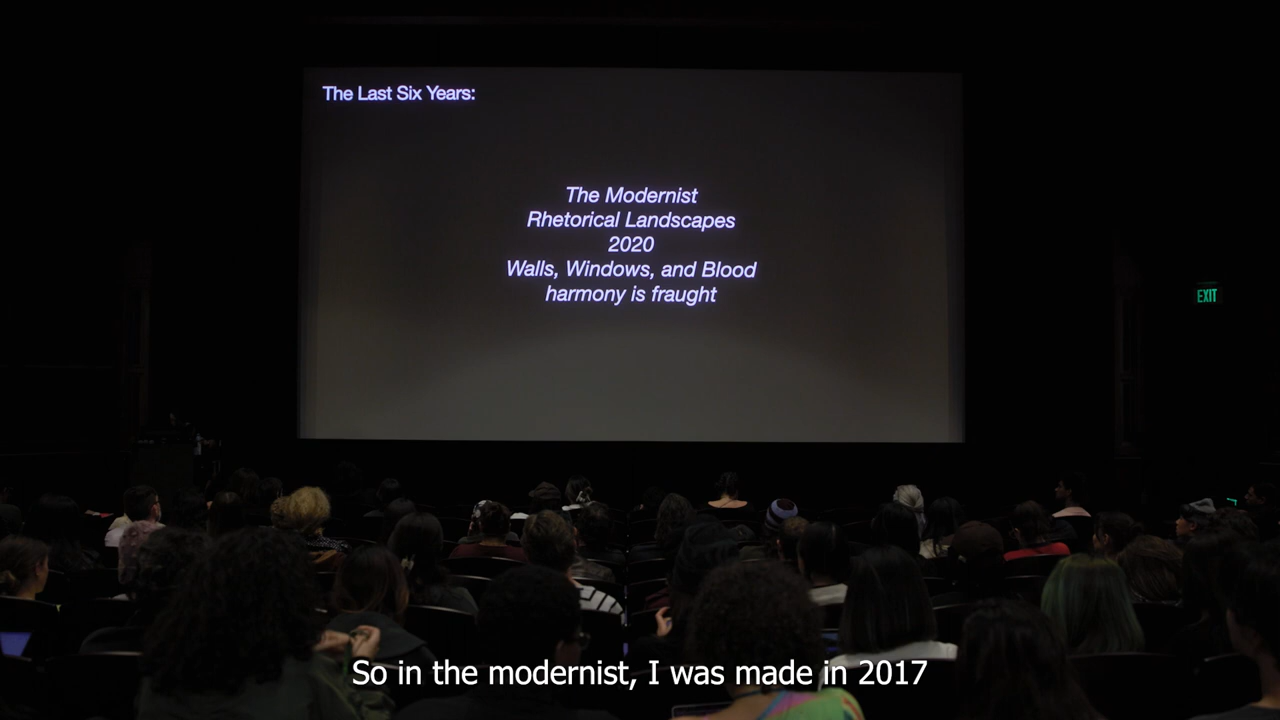 The Last Six Years:
The Modernist
Rhetorical Landscapes
2020
Walls, Windows, and Blood
harmony is fraught
EXIT
So in the modernist, I was made in 2017